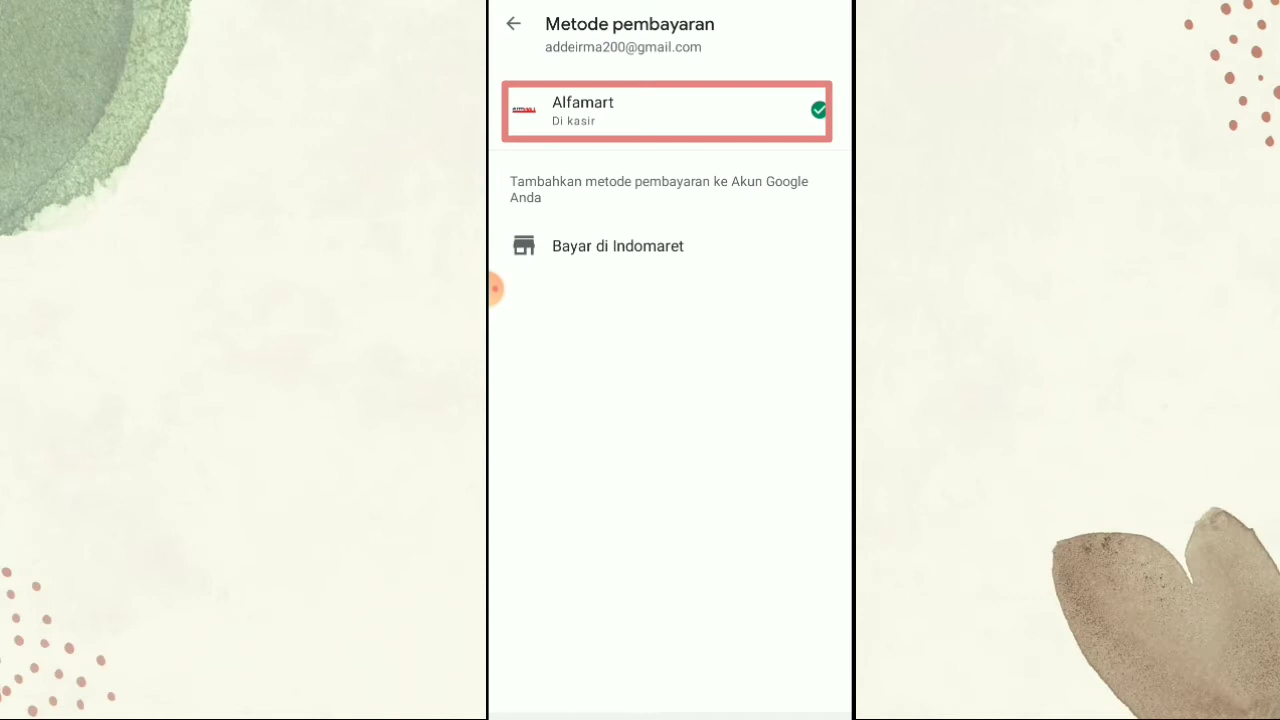 Metode pembayaran
addeirma200@gmail.com
Alfamart
Di kasir
Tambahkan metode pembayaran ke Akun Google
Anda
Bayar di Indomaret